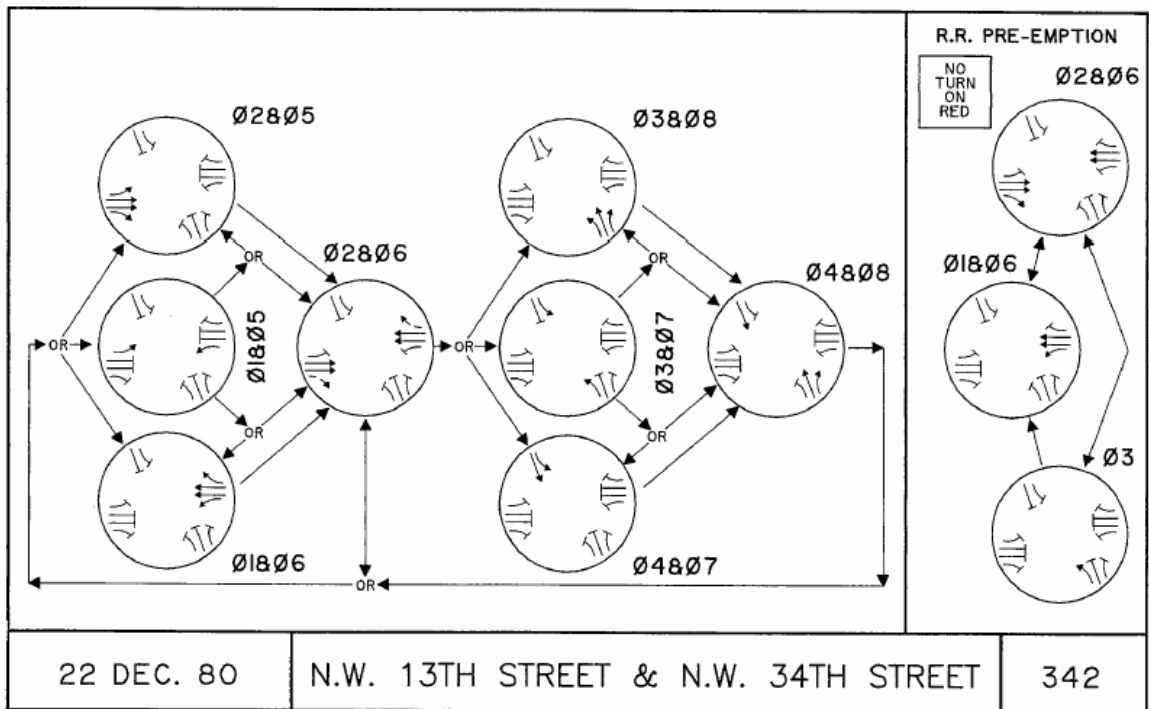 R.R. PRE-EMPTION
NO
TURN
ON
RED
Ø2&Ø6
Ø2&Ø5
Ø3&Ø8
OR
OR
Ø2&Ø6
Ø4&Ø8
Ø1&Ø6
OR
Ø1&Ø5
OR
Ø3&Ø7
OR
OR
Ø3
Ø1&Ø6
Ø4&Ø7
OR
22 DEC. 80
N.W. 13TH STREET & N.W. 34TH STREET
342